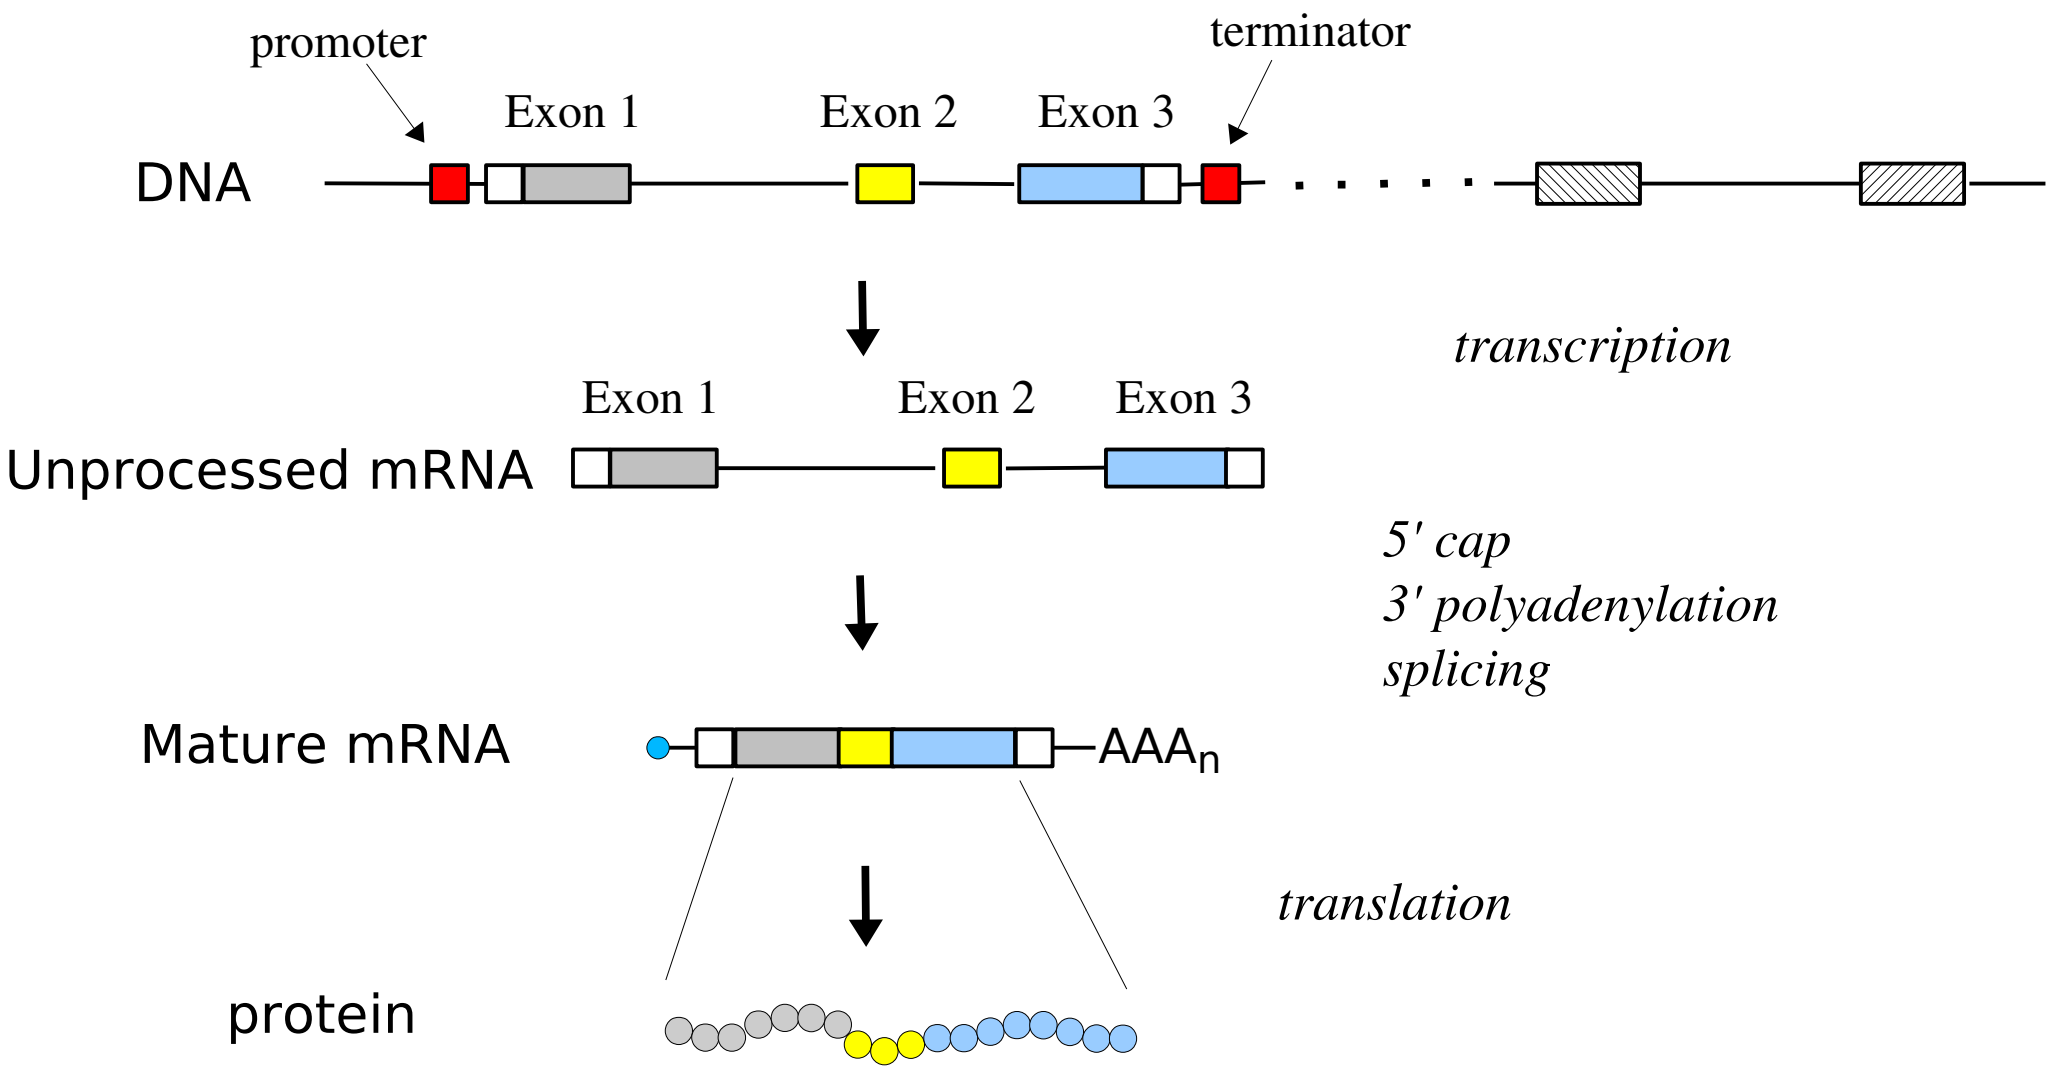 promoter
terminator
Exon 1
Exon 2
Exon 3
DNA
transcription
Exon 1
Exon 2
Exon 3
Unprocessed mRNA
5' cap
3' polyadenylation
splicing
Mature mRNA
AAAn
translation
protein